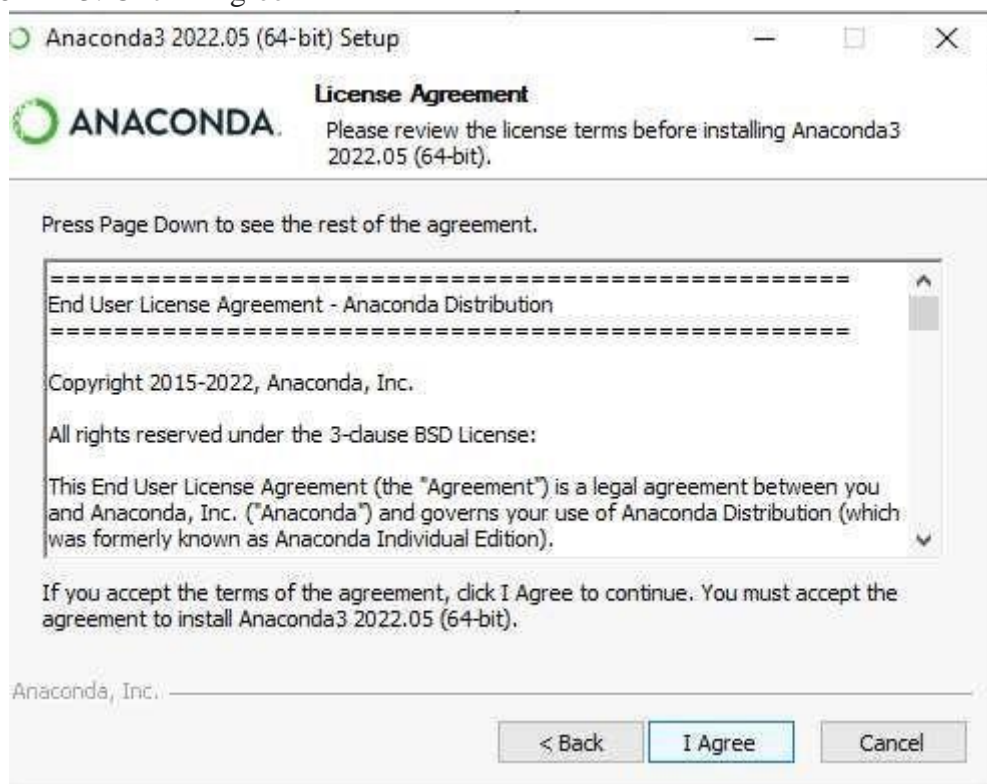 Anaconda3 2022.05 (64-bit) Setup
ANACONDA.
License Agreement
Please review the license terms before installing Anaconda3
2022.05 (64-bit).
Press Page Down to see the rest of the agreement.
==================================================
End User License Agreement - Anaconda Distribution
==================================================
Copyright 2015-2022, Anaconda, Inc.
All rights reserved under the 3-clause BSD License:
This End User License Agreement (the "Agreement") is a legal agreement between you
and Anaconda, Inc. ("Anaconda") and governs your use of Anaconda Distribution (which
was formerly known as Anaconda Individual Edition).
If you accept the terms of the agreement, click I Agree to continue. You must accept the
agreement to install Anaconda3 2022.05 (64-bit).
Anaconda, Inc.
< Back
I Agree
Cancel